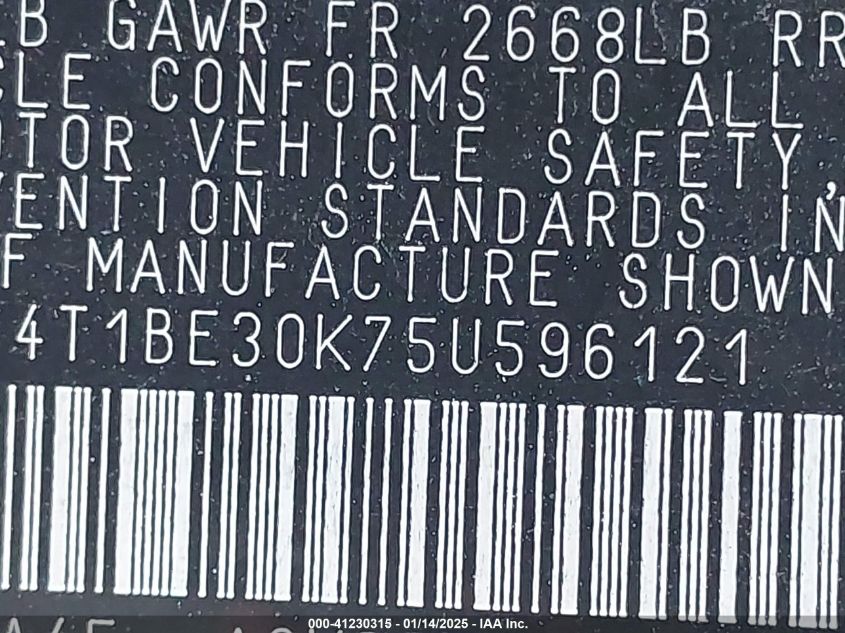 LB GAWR FR 2668LB RR
CLE CONFORMS TO ALL
OTOR VEHICLE SAFETY,
VENTION STANDARDS IN
F MANUFACTURE SHOWN
4T1BE30K75U596121
000-41230315 - 01/14/2025 - IAA Inc.